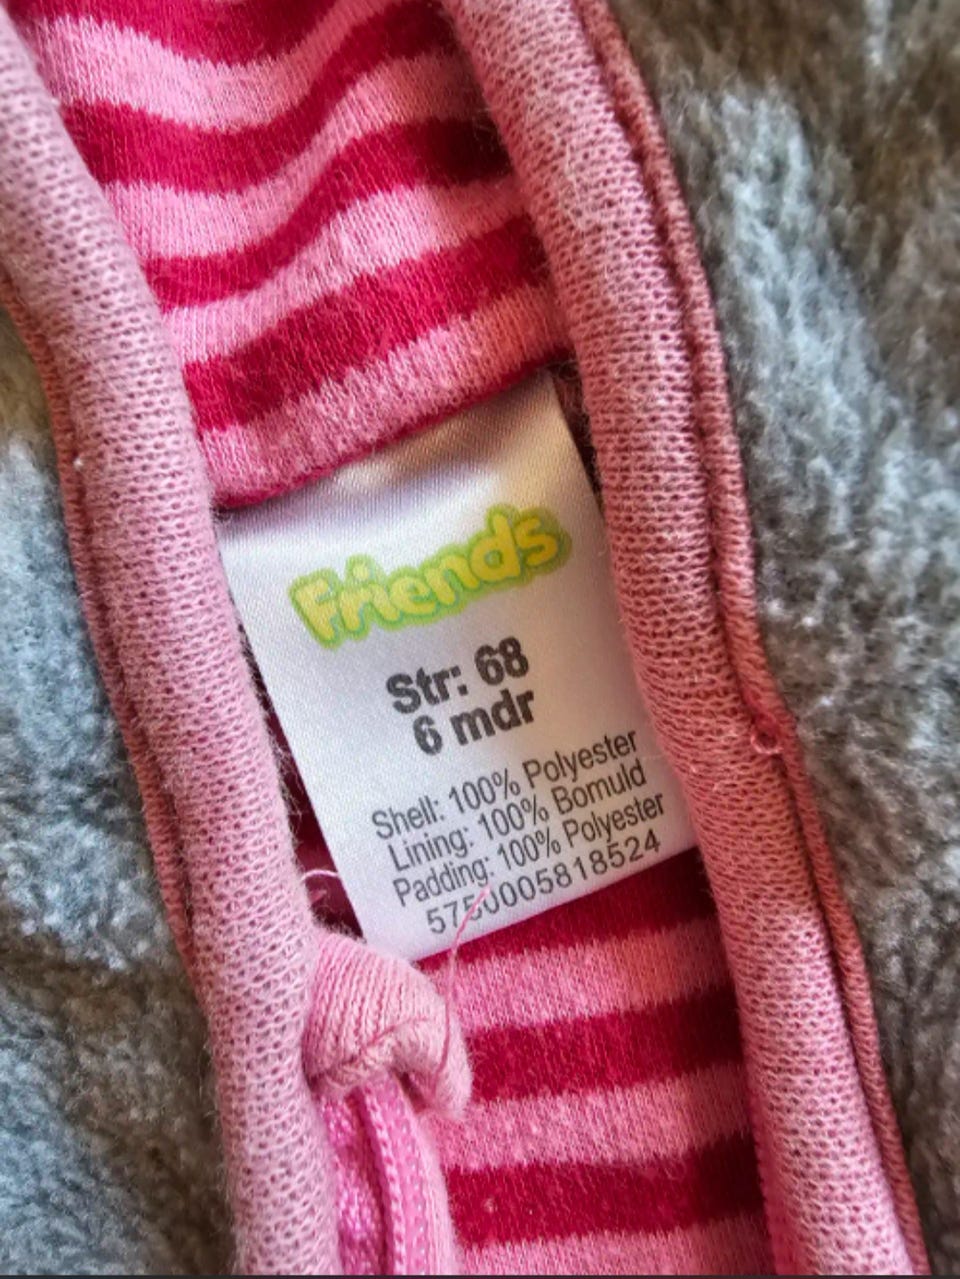 Friends
Str: 68
6 mdr
Shell: 100% Polyester
Lining: 100% Bomuld
Padding: 100% Polyester
5750005818524